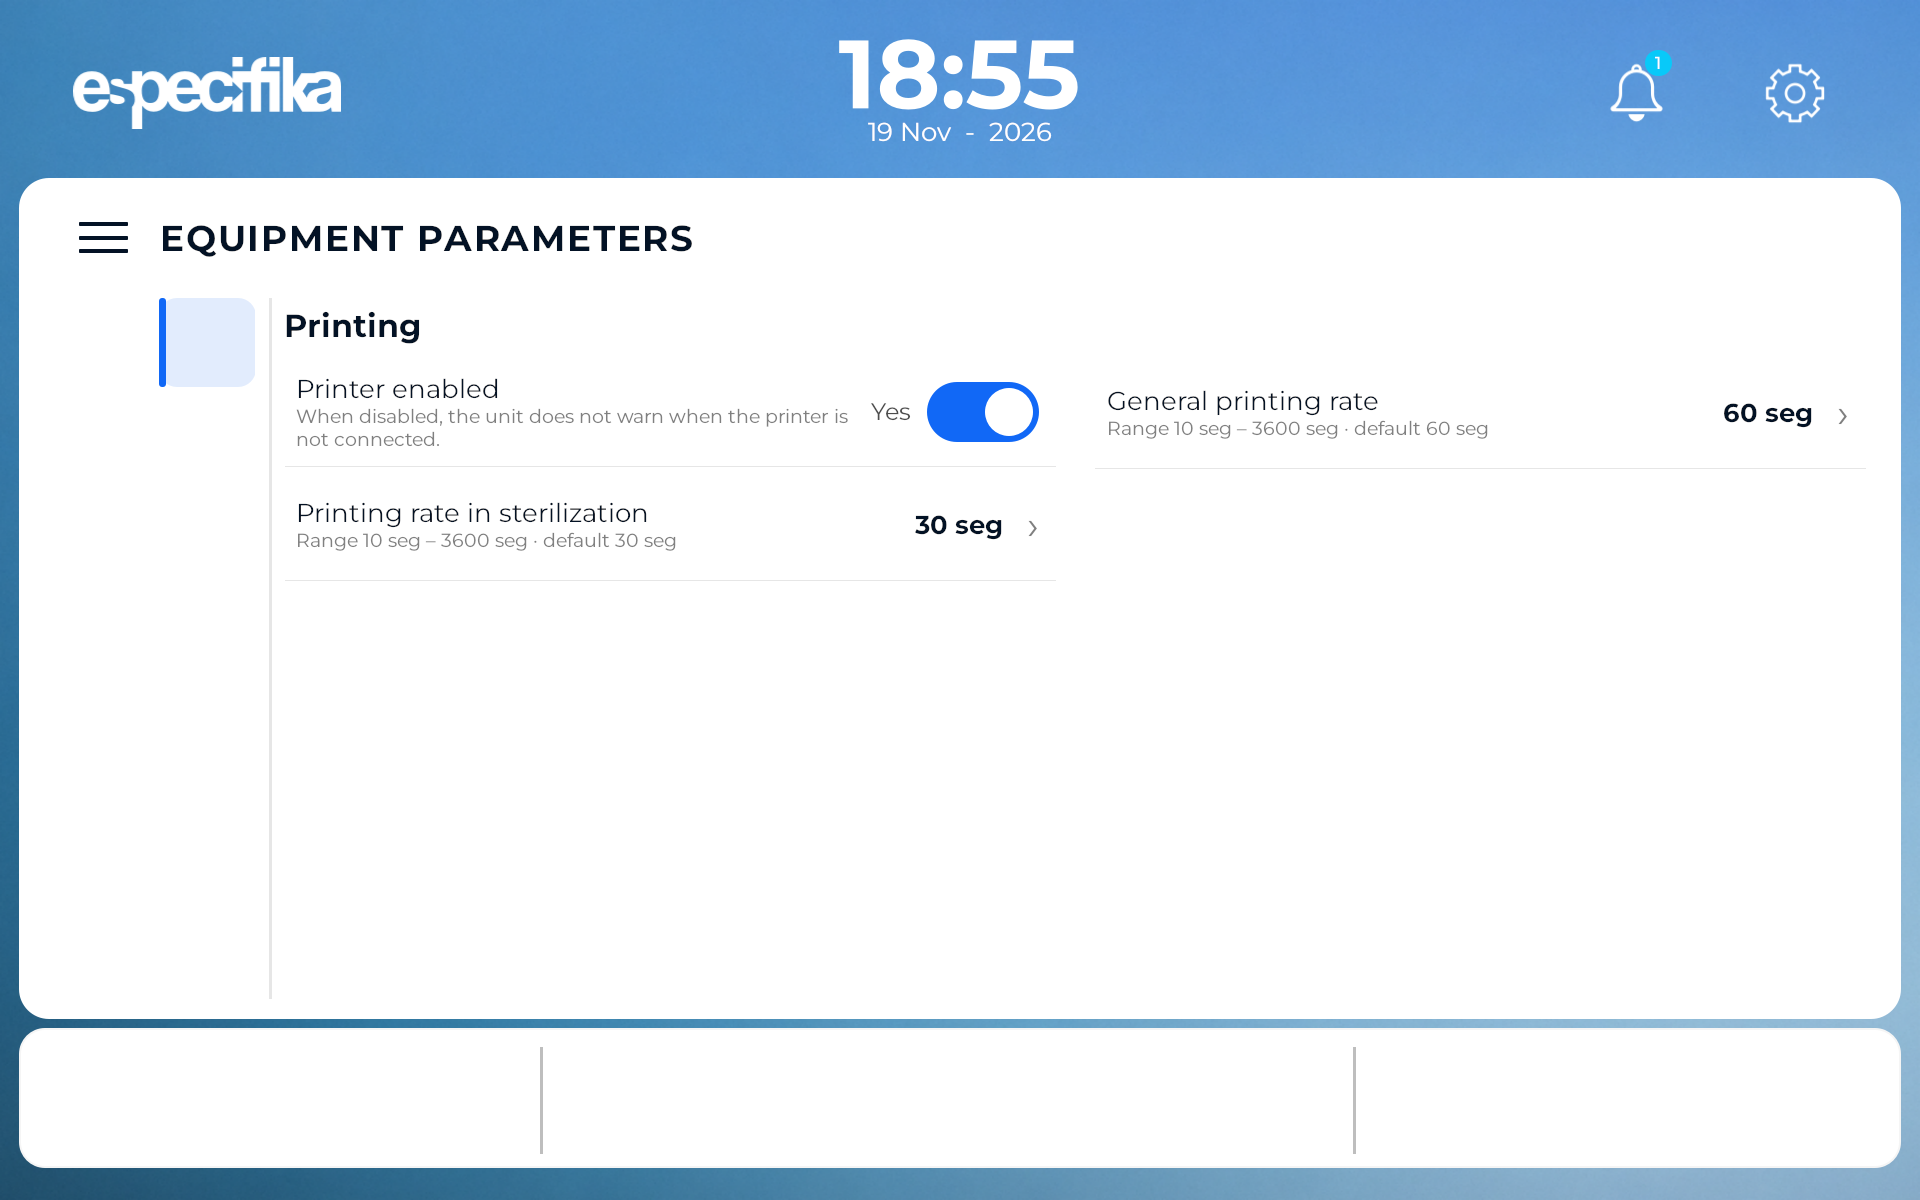 especifika
18:55
19 Nov - 2026
1
EQUIPMENT PARAMETERS
Printing
Printer enabled
When disabled, the unit does not warn when the printer is
not connected.
Yes
General printing rate
Range 10 seg – 3600 seg · default 60 seg
60 seg
Printing rate in sterilization
Range 10 seg – 3600 seg · default 30 seg
30 seg